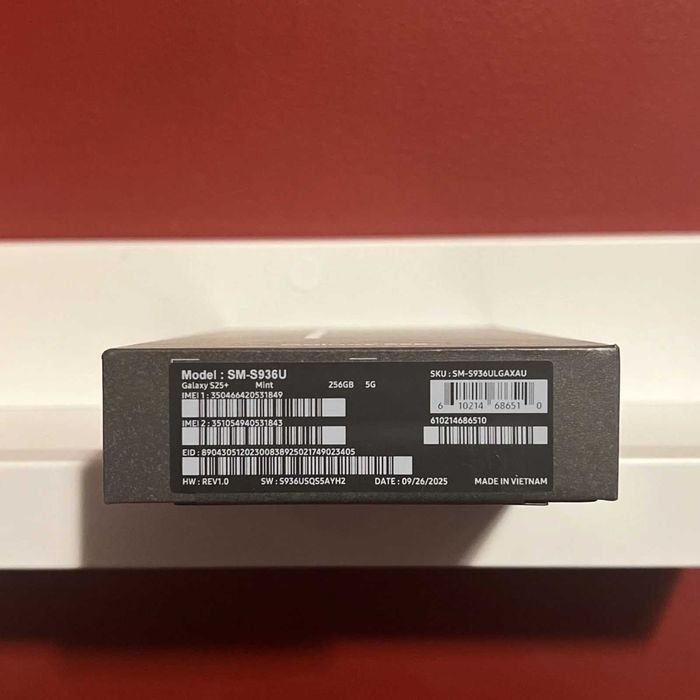 Model : SM-S936U
Galaxy S25+ Mint 256GB 5G
IMEI 1 : 350466420531849
IMEI 2 : 351054940531843
EID : 89043051202300838925021749023405
HW : REV1.0 SW : S936USQS5AYH2 DATE : 09/26/2025 MADE IN VIETNAM
SKU : SM-S936ULGAXAU
6 10214 68651 0
610214686510